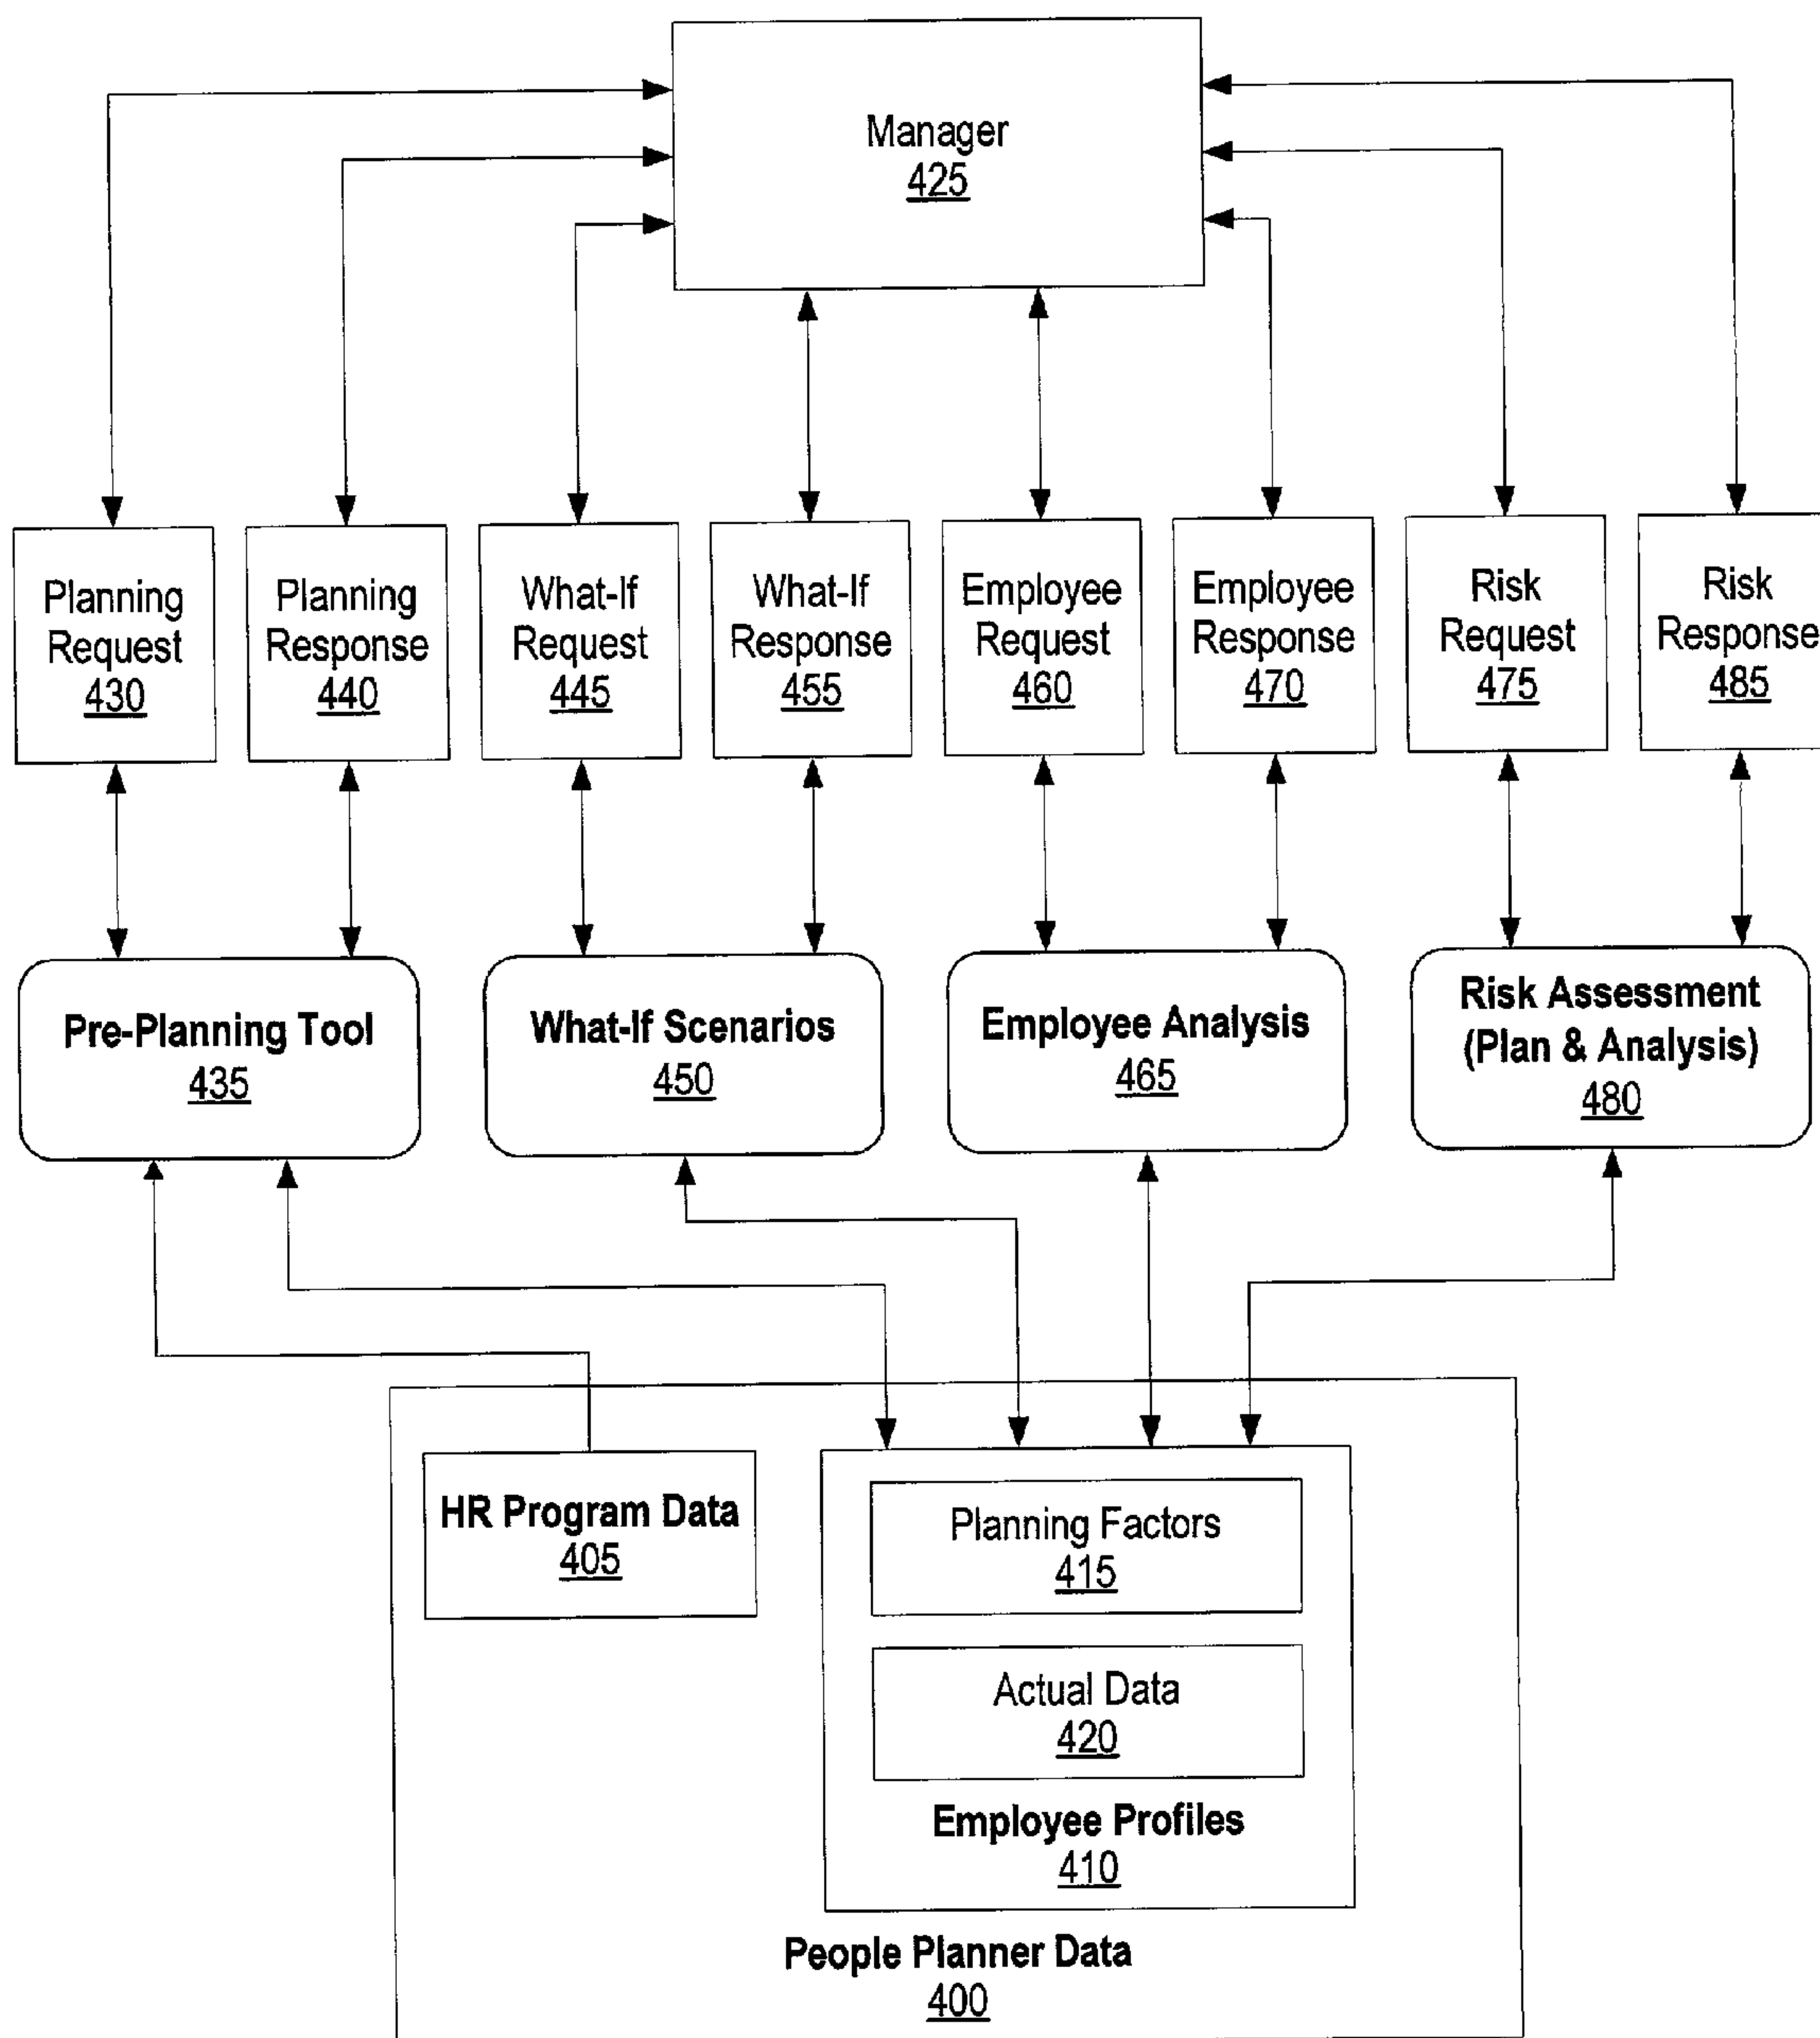 Manager
425
Planning
Request
430
Planning
Response
440
What-If
Request
445
What-If
Response
455
Employee
Request
460
Employee
Response
470
Risk
Request
475
Risk
Response
485
Pre-Planning Tool
435
What-If Scenarios
450
Employee Analysis
465
Risk Assessment
(Plan & Analysis)
480
HR Program Data
405
Planning Factors
415
Actual Data
420
Employee Profiles
410
People Planner Data
400